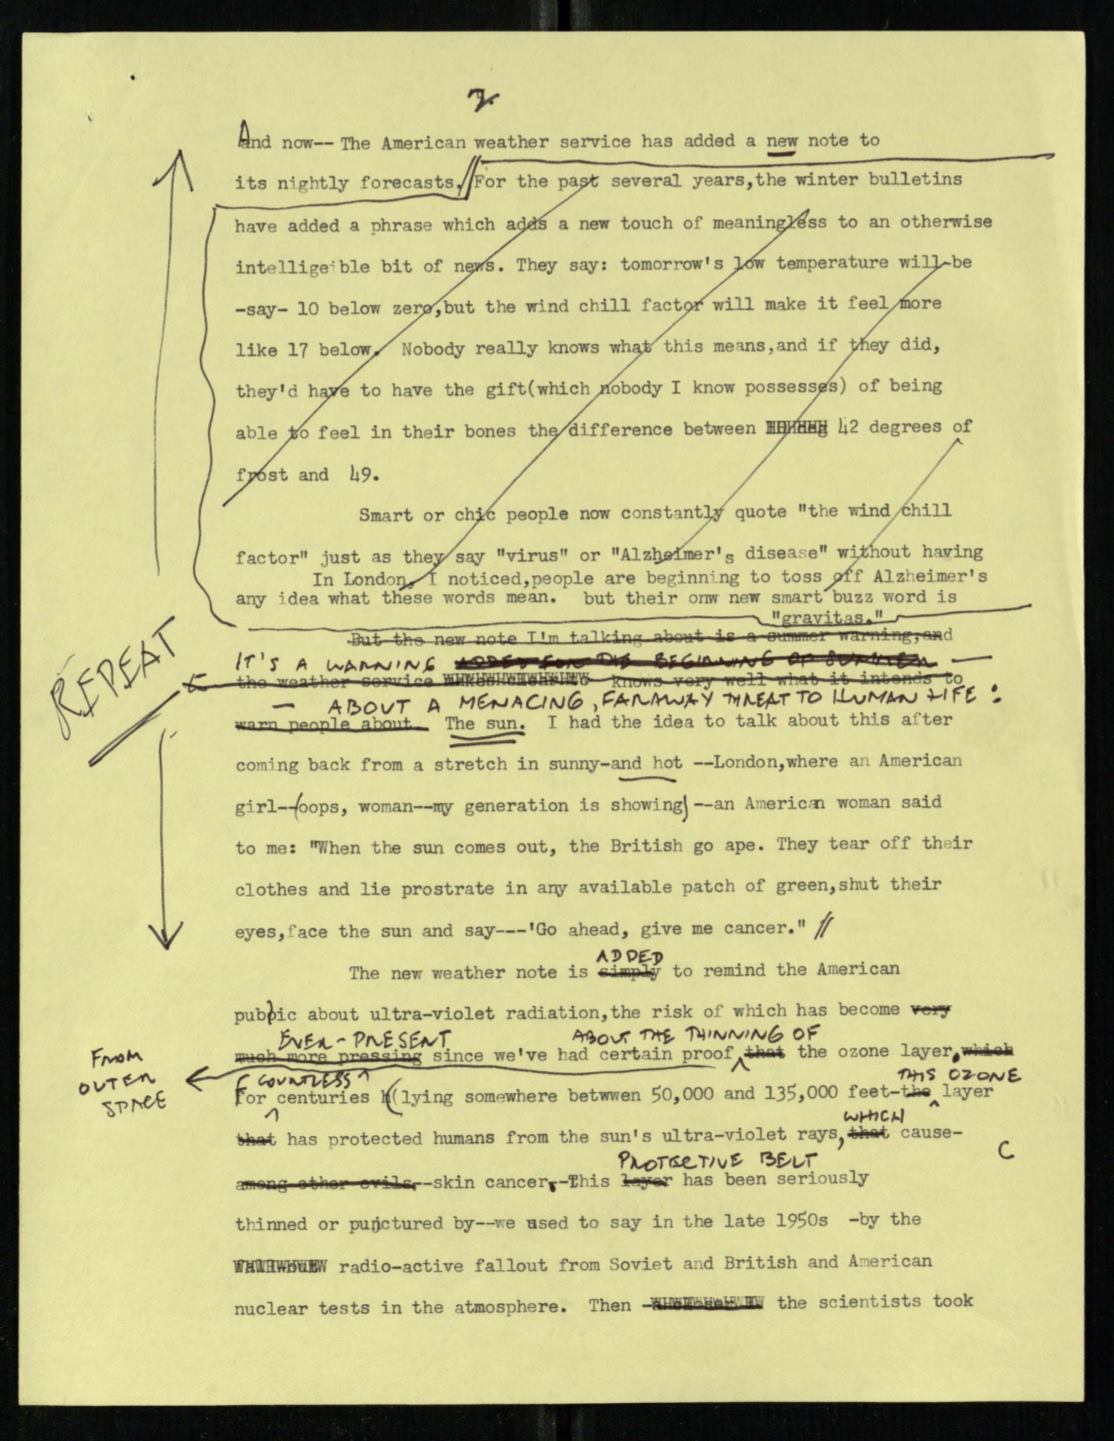 2
And now-- The American weather service has added a new note to
its nightly forecasts.//For the past several years,the winter bulletins
have added a phrase which adds a new touch of meaningless to an otherwise
intelligeible bit of news. They say: tomorrow's low temperature will-be
-say- 10 below zero,but the wind chill factor will make it feel more
like 17 below. Nobody really knows what this means,and if they did,
they'd have to have the gift(which nobody I know possesses) of being
able to feel in their bones the difference between 42 degrees of
frost and 49.
Smart or chic people now constantly quote "the wind chill
factor" just as they say "virus" or "Alzheimer's disease" without having
In London, I noticed,people are beginning to toss off Alzheimer's
any idea what these words mean. but their onw new smart buzz word is
"gravitas."
REPEAT
But the new note I'm talking about is a summer warning,and
IT'S A WARNING ADDED FOR THE BEGINNING OF SUMMER —
the weather service knows very well what it intends to
— ABOUT A MENACING, FARAWAY THREAT TO HUMAN LIFE :
warn people about. The sun. I had the idea to talk about this after
coming back from a stretch in sunny-and hot --London,where an American
girl--(oops, woman--my generation is showing) --an American woman said
to me: "When the sun comes out, the British go ape. They tear off their
clothes and lie prostrate in any available patch of green,shut their
eyes,face the sun and say---'Go ahead, give me cancer." //
ADDED
The new weather note is simply to remind the American
pubpic about ultra-violet radiation,the risk of which has become very
EVER-PRESENT ABOUT THE THINNING OF
much more pressing since we've had certain proof that the ozone layer,which
FROM
OUTER
SPACE
COUNTLESS THIS OZONE
For centuries (lying somewhere betwwen 50,000 and 135,000 feet-the layer
WHICH
that has protected humans from the sun's ultra-violet rays, that cause-
C
PROTECTIVE BELT
among other evils,--skin cancer,-This layer has been seriously
thinned or punctured by--we used to say in the late 1950s -by the
radio-active fallout from Soviet and British and American
nuclear tests in the atmosphere. Then the scientists took